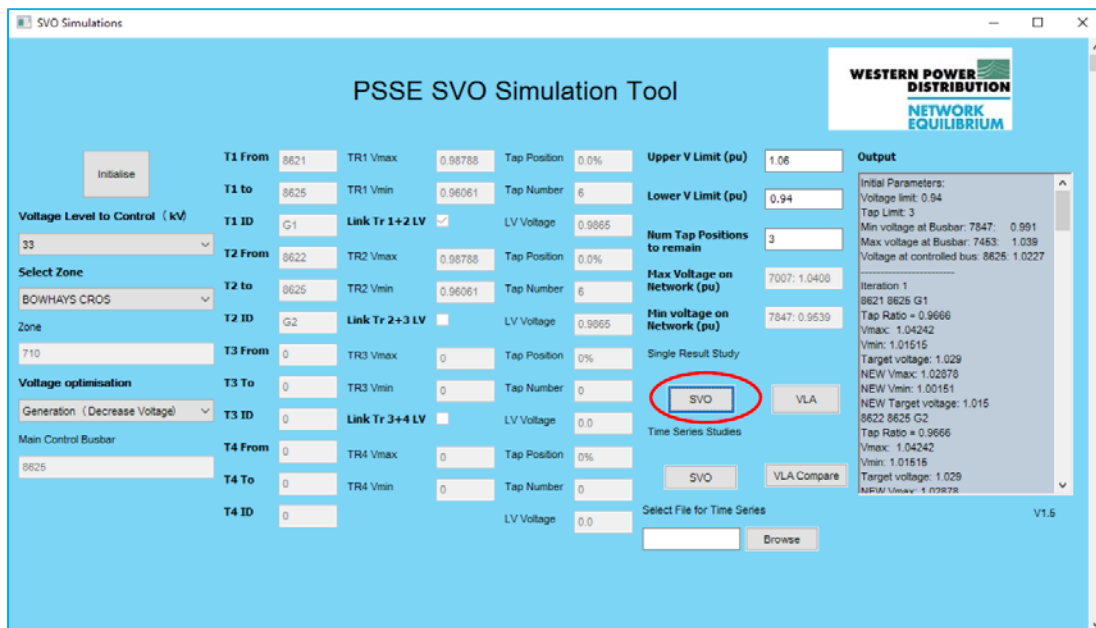 SVO Simulations
PSSE SVO Simulation Tool
WESTERN POWER
DISTRIBUTION
NETWORK
EQUILIBRIUM
Initialise
Voltage Level to Control (kV)
33
Select Zone
BOWHAYS CROS
Zone
710
Voltage optimisation
Generation (Decrease Voltage)
Main Control Busbar
8625
T1 From 8621
T1 to 8625
T1 ID G1
T2 From 8622
T2 to 8625
T2 ID G2
T3 From 0
T3 To 0
T3 ID 0
T4 From 0
T4 To 0
T4 ID 0
TR1 Vmax 0.98788
TR1 Vmin 0.96061
Link Tr 1+2 LV
TR2 Vmax 0.98788
TR2 Vmin 0.96061
Link Tr 2+3 LV
TR3 Vmax 0
TR3 Vmin 0
Link Tr 3+4 LV
TR4 Vmax 0
TR4 Vmin 0
Tap Position 0.0%
Tap Number 6
LV Voltage 0.9865
Tap Position 0.0%
Tap Number 6
LV Voltage 0.9865
Tap Position 0%
Tap Number 0
LV Voltage 0.0
Tap Position 0%
Tap Number 0
LV Voltage 0.0
Upper V Limit (pu) 1.06
Lower V Limit (pu) 0.94
Num Tap Positions
to remain 3
Max Voltage on
Network (pu) 7007: 1.0408
Min voltage on
Network (pu) 7847: 0.9539
Single Result Study
SVO VLA
Time Series Studies
SVO VLA Compare
Select File for Time Series
Browse
Output
Initial Parameters:
Voltage limit: 0.94
Tap Limit: 3
Min voltage at Busbar: 7847: 0.991
Max voltage at Busbar: 7453: 1.039
Voltage at controlled bus: 8625: 1.0227
------------------------------
Iteration 1
8621 8625 G1
Tap Ratio = 0.9666
Vmax: 1.04242
Vmin: 1.01515
Target voltage: 1.029
NEW Vmax: 1.02878
NEW Vmin: 1.00151
NEW Target voltage: 1.015
8622 8625 G2
Tap Ratio = 0.9666
Vmax: 1.04242
Vmin: 1.01515
Target voltage: 1.029
NEW Vmax: 1.02878
V1.5